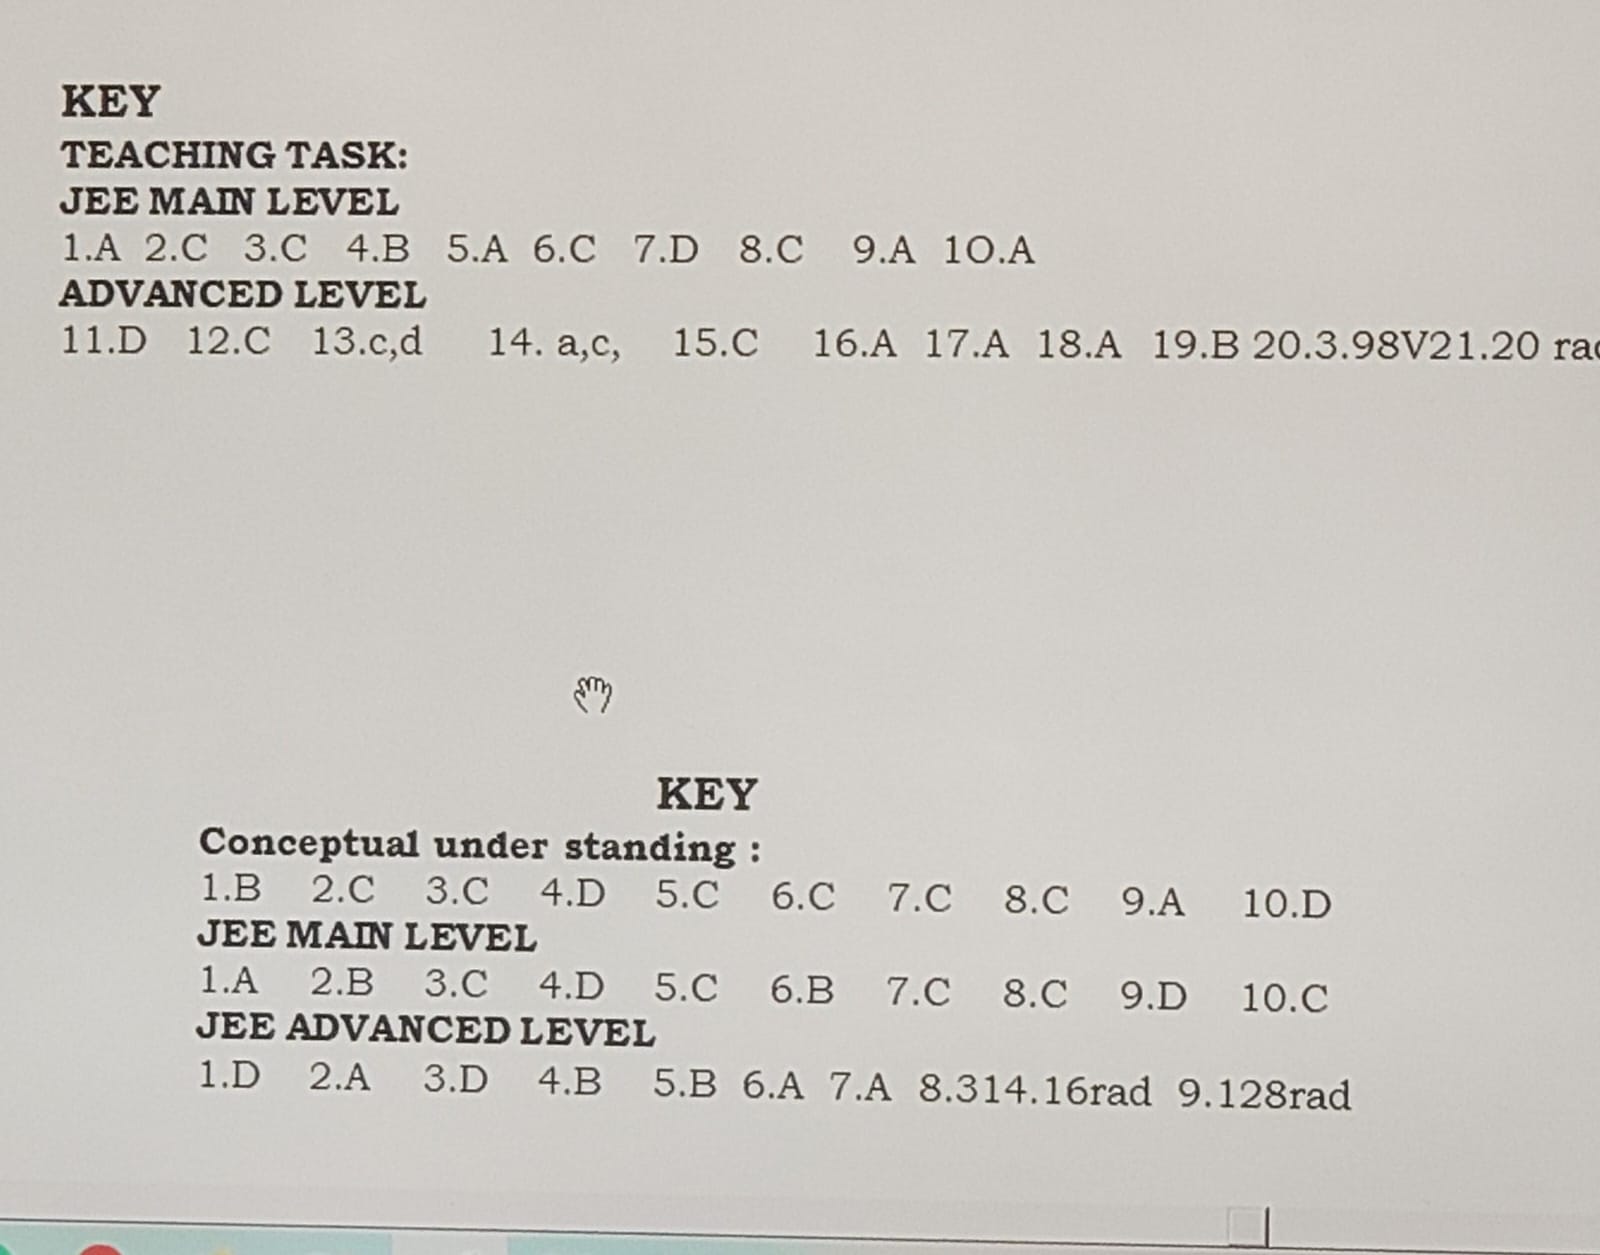 KEY
TEACHING TASK:
JEE MAIN LEVEL
1.A 2.C 3.C 4.B 5.A 6.C 7.D 8.C 9.A 1O.A
ADVANCED LEVEL
11.D 12.C 13.c,d 14. a,c, 15.C 16.A 17.A 18.A 19.B 20.3.98V21.20
KEY
Conceptual under standing :
1.B 2.C 3.C 4.D 5.C 6.C 7.C 8.C 9.A 10.D
JEE MAIN LEVEL
1.A 2.B 3.C 4.D 5.C 6.B 7.C 8.C 9.D 10.C
JEE ADVANCED LEVEL
1.D 2.A 3.D 4.B 5.B 6.A 7.A 8.314.16rad 9.128rad